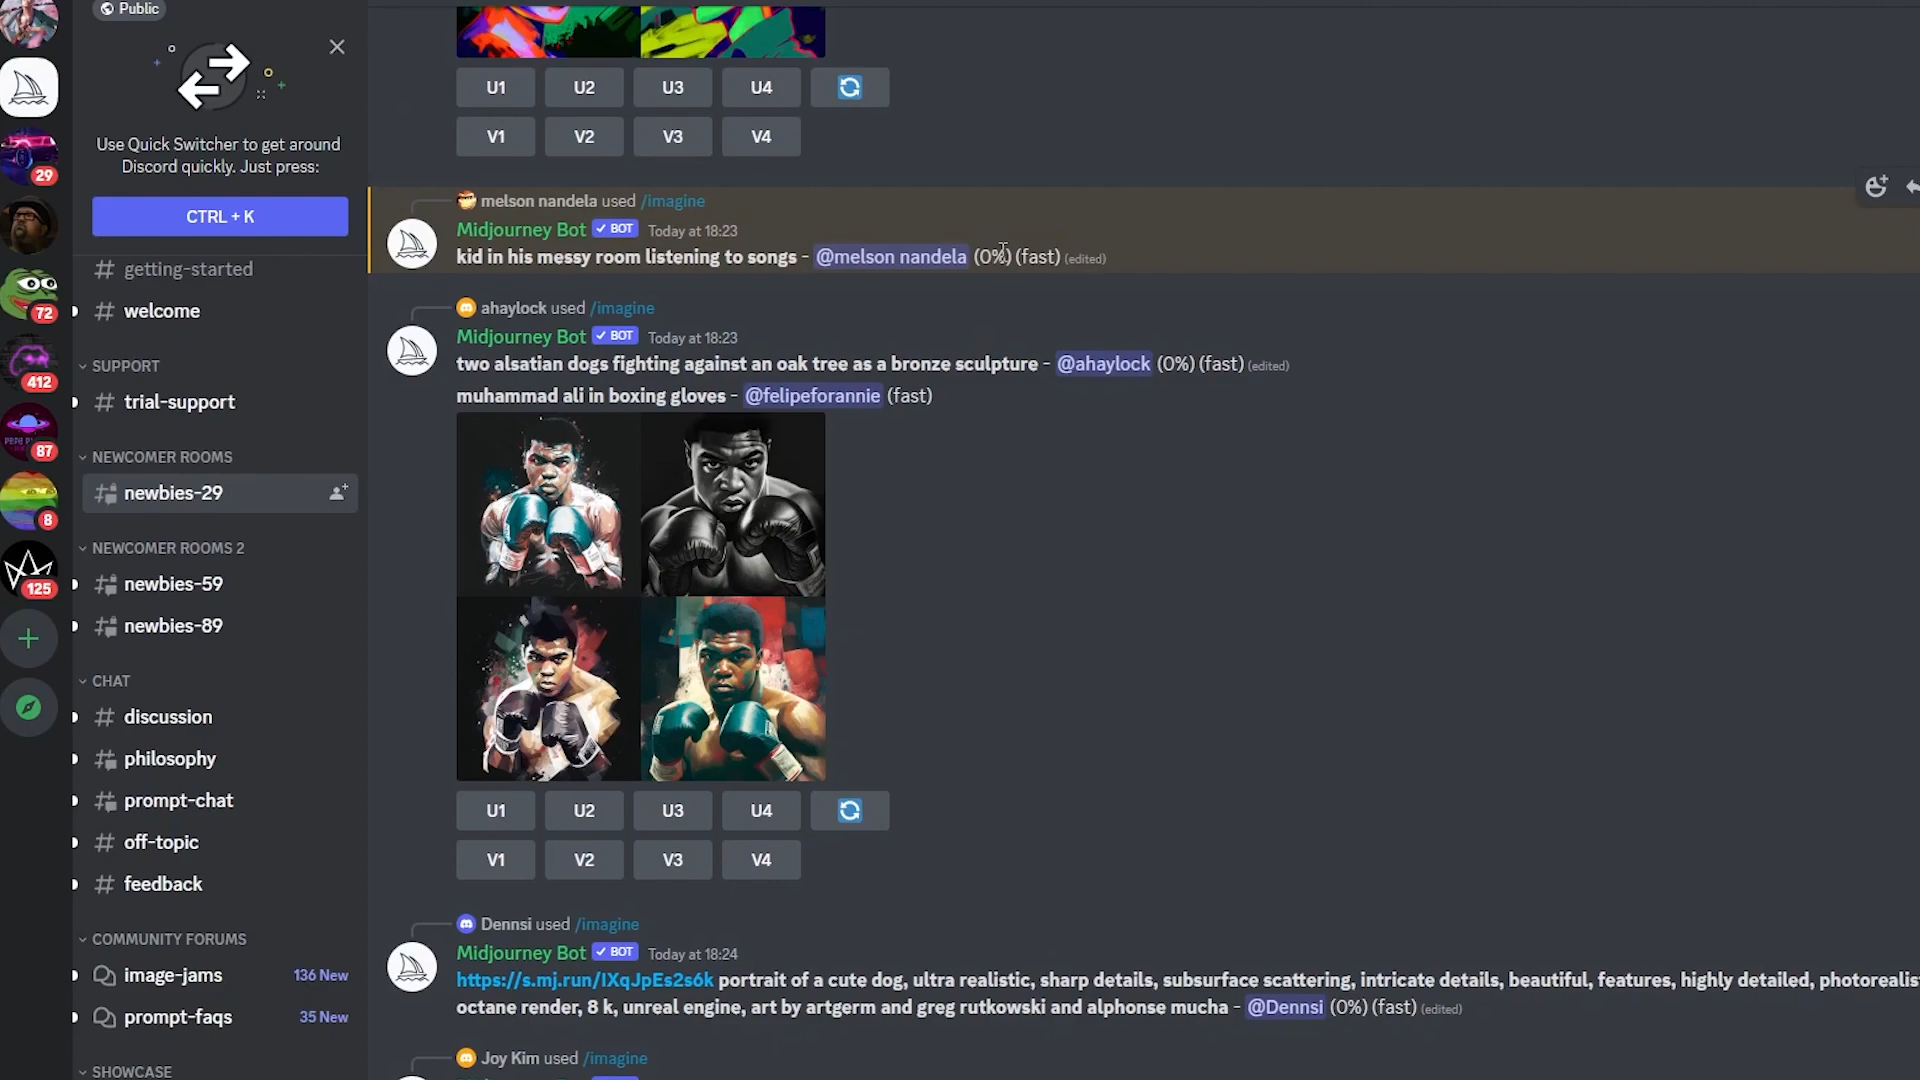 Public
Use Quick Switcher to get around
Discord quickly. Just press:
CTRL + K
getting-started
welcome
SUPPORT
trial-support
NEWCOMER ROOMS
newbies-29
NEWCOMER ROOMS 2
newbies-59
newbies-89
CHAT
discussion
philosophy
prompt-chat
off-topic
feedback
COMMUNITY FORUMS
image-jams 136 New
prompt-faqs 35 New
SHOWCASE
29
72
412
87
8
125
U1 U2 U3 U4
V1 V2 V3 V4
melson nandela used /imagine
Midjourney Bot ✓ BOT Today at 18:23
kid in his messy room listening to songs - @melson nandela (0%) (fast) (edited)
ahaylock used /imagine
Midjourney Bot ✓ BOT Today at 18:23
two alsatian dogs fighting against an oak tree as a bronze sculpture - @ahaylock (0%) (fast) (edited)
muhammad ali in boxing gloves - @felipeforannie (fast)
U1 U2 U3 U4
V1 V2 V3 V4
Dennsi used /imagine
Midjourney Bot ✓ BOT Today at 18:24
https://s.mj.run/IXqJpEs2s6k portrait of a cute dog, ultra realistic, sharp details, subsurface scattering, intricate details, beautiful, features, highly detailed, photorealis
octane render, 8 k, unreal engine, art by artgerm and greg rutkowski and alphonse mucha - @Dennsi (0%) (fast) (edited)
Joy Kim used /imagine